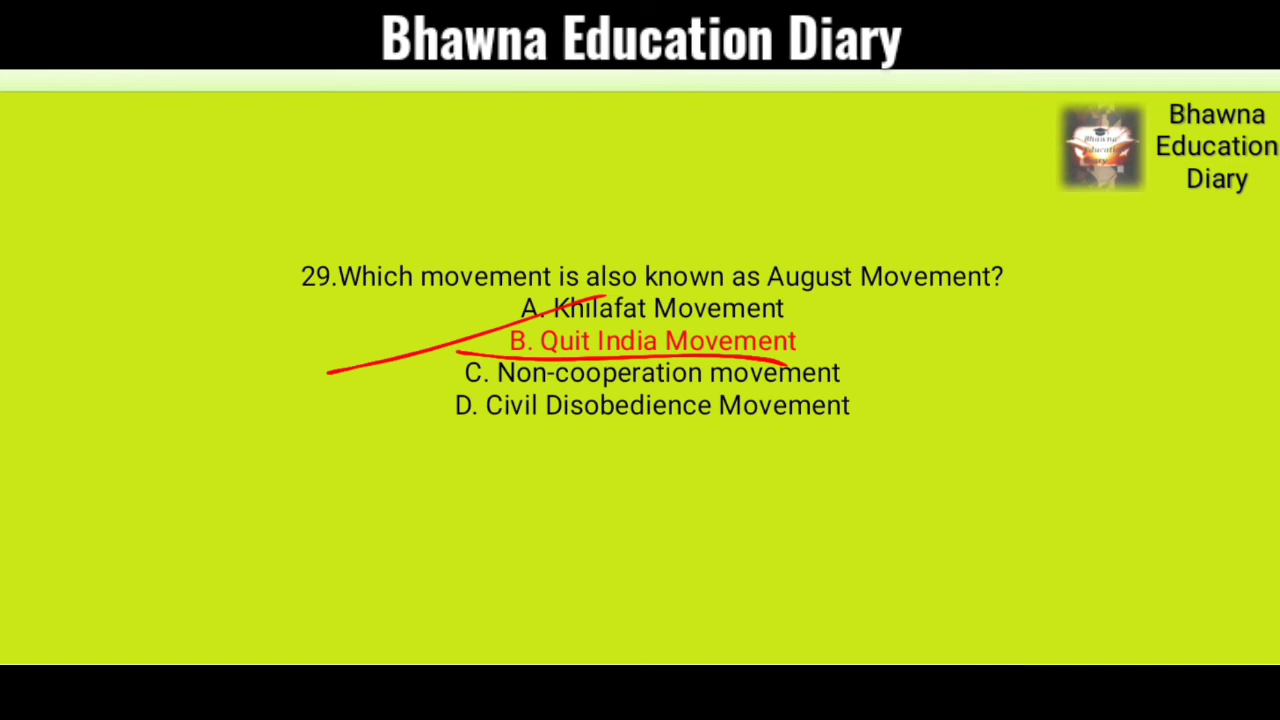 Bhawna Education Diary
Bhawna
Education
Diary
29.Which movement is also known as August Movement?
A. Khilafat Movement
B. Quit India Movement
C. Non-cooperation movement
D. Civil Disobedience Movement